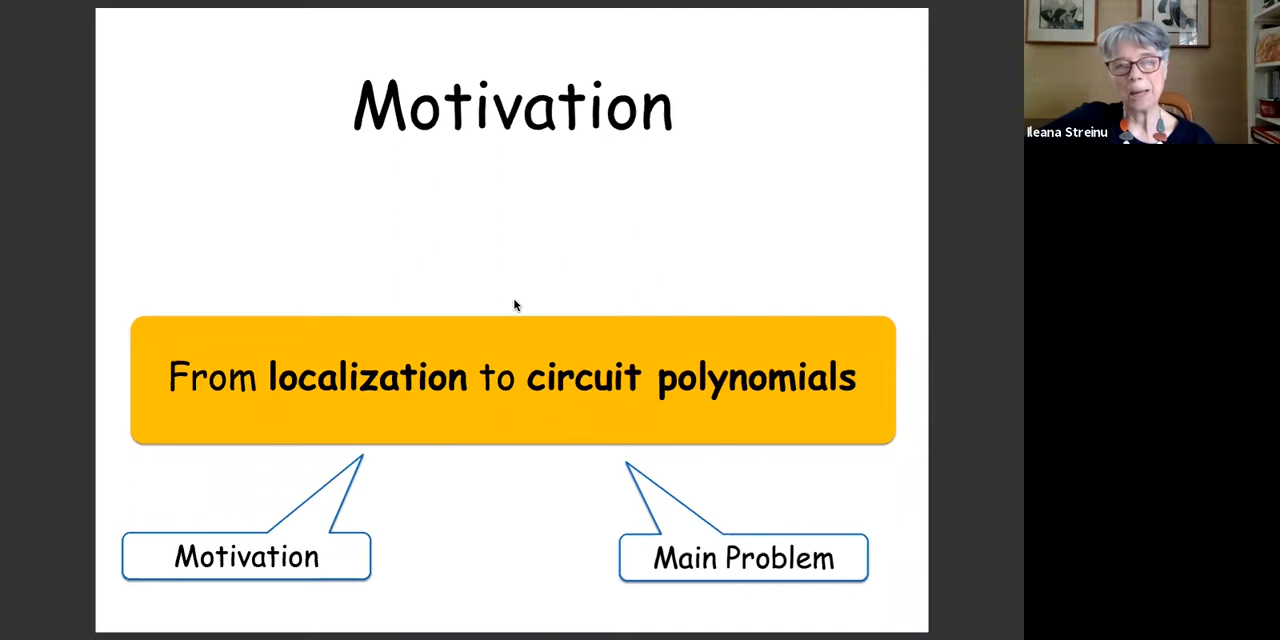 Motivation
From localization to circuit polynomials
Motivation
Main Problem
Ileana Streinu